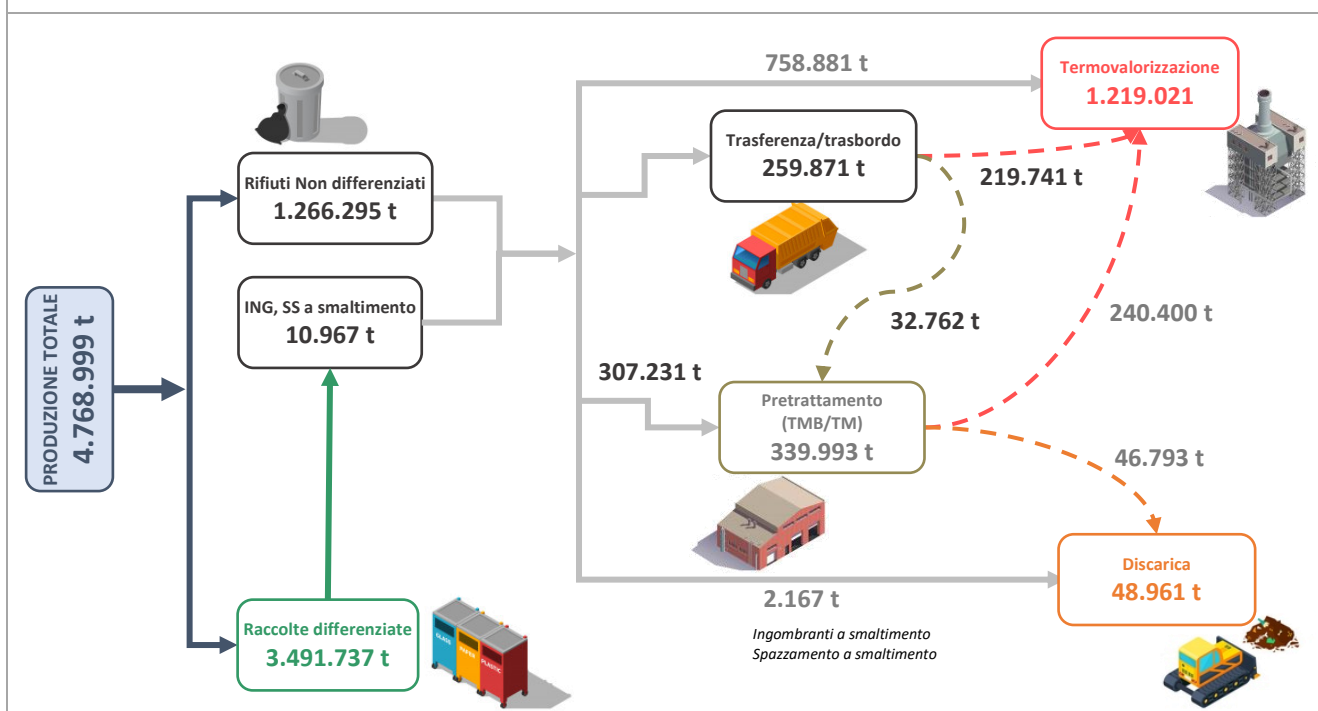 758.881 t
Termovalorizzazione
1.219.021
Trasferenza/trasbordo
259.871 t
219.741 t
Rifiuti Non differenziati
1.266.295 t
ING, SS a smaltimento
10.967 t
PRODUZIONE TOTALE
4.768.999 t
32.762 t
240.400 t
307.231 t
Pretrattamento
(TMB/TM)
339.993 t
46.793 t
Discarica
48.961 t
2.167 t
Ingombranti a smaltimento
Spazzamento a smaltimento
Raccolte differenziate
3.491.737 t
GLASS
PAPER
PLASTIC